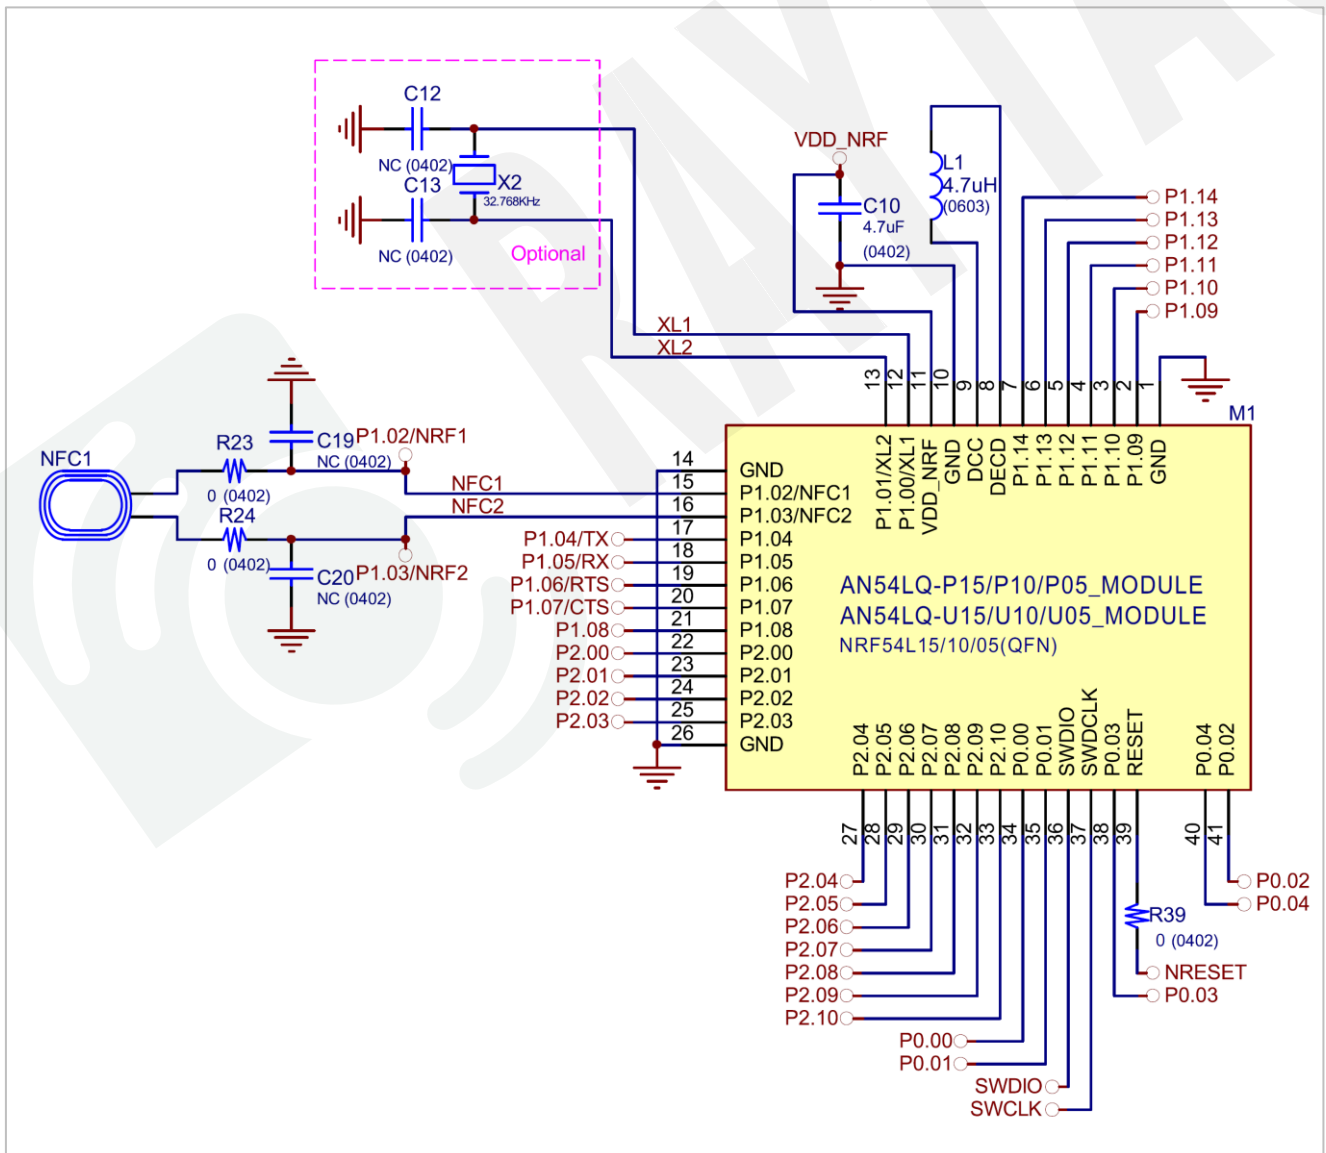 C12
NC (0402)
C13
NC (0402)
X2
32.768KHz
Optional
VDD_NRF
C10
4.7uF
(0402)
L1
4.7uH
(0603)
P1.14
P1.13
P1.12
P1.11
P1.10
P1.09
XL1
XL2
13
12
11
10
9
8
7
6
5
4
3
2
1
M1
NFC1
R23
0 (0402)
R24
0 (0402)
C19
NC (0402)
P1.02/NRF1
NFC1
NFC2
C20
NC (0402)
P1.03/NRF2
P1.01/XL2
P1.00/XL1
VDD_NRF
GND
DCC
DECD
P1.14
P1.13
P1.12
P1.11
P1.10
P1.09
GND
14 GND
15 P1.02/NFC1
16 P1.03/NFC2
P1.04/TX 17 P1.04
P1.05/RX 18 P1.05
P1.06/RTS 19 P1.06
P1.07/CTS 20 P1.07
P1.08 21 P1.08
P2.00 22 P2.00
P2.01 23 P2.01
P2.02 24 P2.02
P2.03 25 P2.03
26 GND
AN54LQ-P15/P10/P05_MODULE
AN54LQ-U15/U10/U05_MODULE
NRF54L15/10/05(QFN)
P2.04
P2.05
P2.06
P2.07
P2.08
P2.09
P2.10
P0.00
P0.01
SWDIO
SWDCLK
P0.03
RESET
P0.04
P0.02
27
28
29
30
31
32
33
34
35
36
37
38
39
40
41
P2.04
P2.05
P2.06
P2.07
P2.08
P2.09
P2.10
P0.00
P0.01
SWDIO
SWCLK
R39
0 (0402)
NRESET
P0.03
P0.02
P0.04